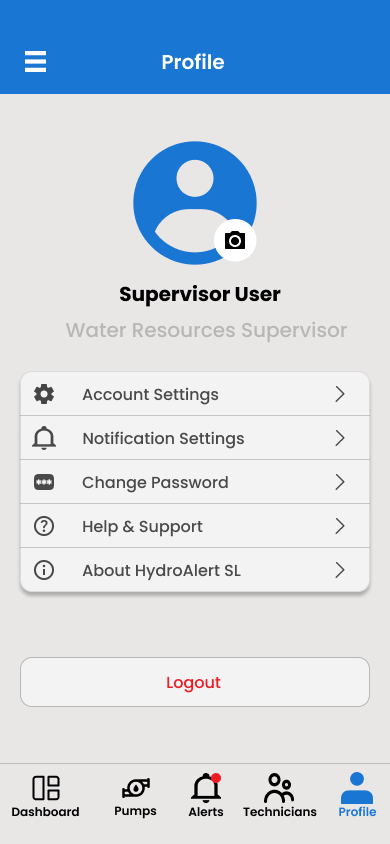 Profile
Supervisor User
Water Resources Supervisor
Account Settings
Notification Settings
Change Password
Help & Support
About HydroAlert SL
Logout
Dashboard
Pumps
Alerts
Technicians
Profile